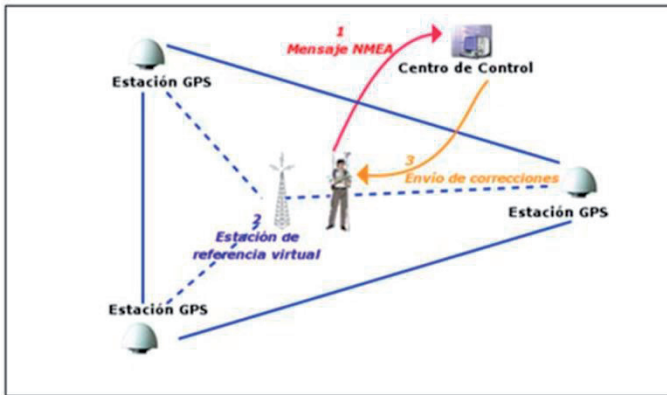 1
Mensaje NMEA
Centro de Control
Estación GPS
3
Envío de correcciones
Estación GPS
2
Estación de
referencia virtual
Estación GPS